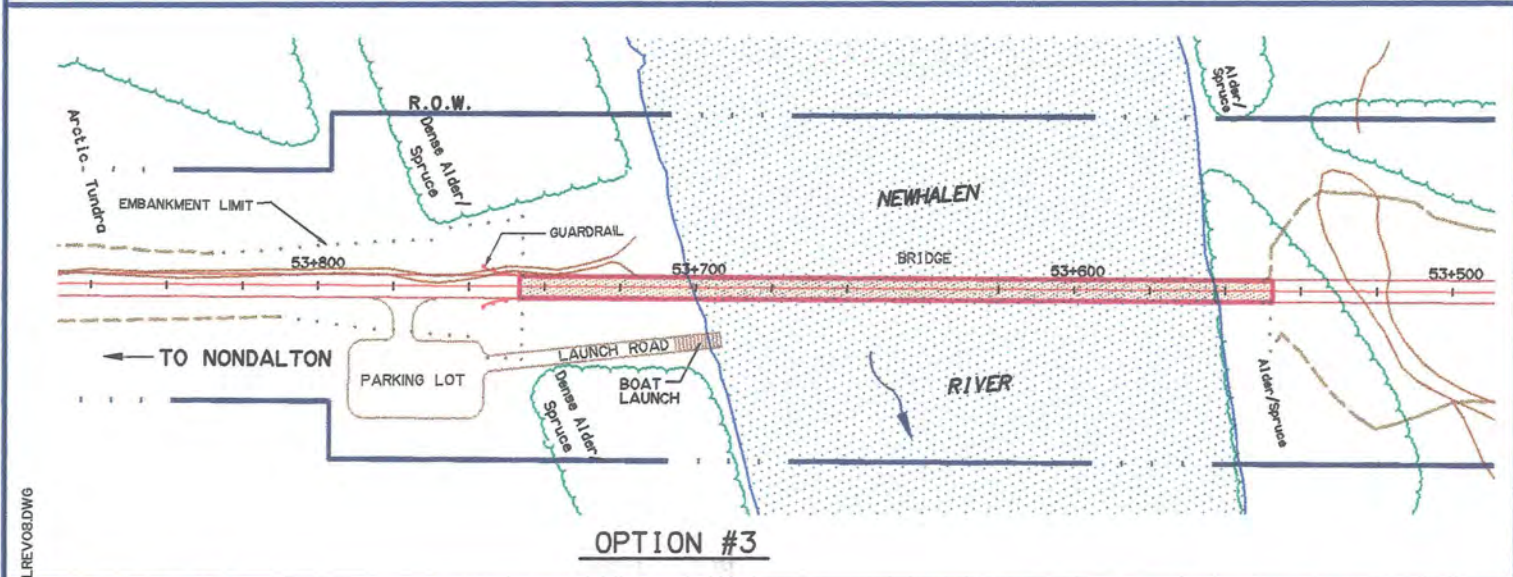 R.O.W.
Arctic Tundra
Dense Alder/
Spruce
Alder/
Spruce
EMBANKMENT LIMIT
GUARDRAIL
NEWHALEN
53+800
53+700
BRIDGE
53+600
53+500
← TO NONDALTON
PARKING LOT
LAUNCH ROAD
BOAT
LAUNCH
Dense Alder/
Spruce
RIVER
Alder/Spruce
OPTION #3
LREV08.DWG